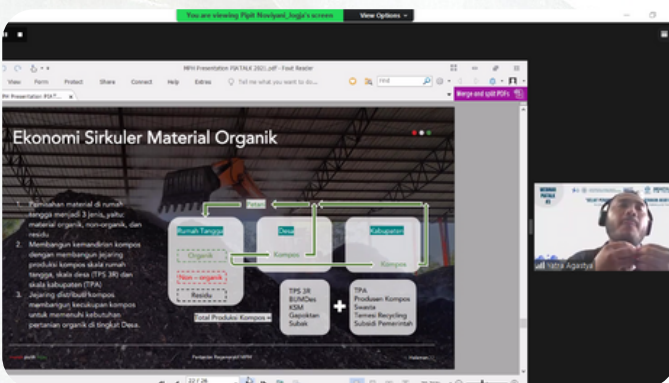 You are viewing Pipit Noviyani_Jogja's screen View Options
MPH Presentation PIA TALK 2021.pdf - Foxit Reader
View Form Protect Share Connect Help Extras Tell me what you want to do... Find
Merge and split PDFs
Ekonomi Sirkuler Material Organik
1. Pemisahan material di rumah
tangga menjadi 3 jenis, yaitu:
material organik, non-organik, dan
residu
2. Membangun kemandirian kompos
dengan membangun jejaring
produksi kompos skala rumah
tangga, skala desa (TPS 3R) dan
skala kabupaten (TPA)
3. Jejaring distribusi kompos
membangun kecukupan kompos
untuk memenuhi kebutuhan
pertanian organik di tingkat Desa.
Petani
Rumah Tangga
Desa
Kabupaten
Organik
Kompos
Kompos
Non - organik
Residu
Total Produksi Kompos =
TPS 3R
BUMDes
KSM
Gapoktan
Subak
+
TPA
Produsen Kompos
Swasta
Temesi Recycling
Subsidi Pemerintah
22 / 26
Yatra Agastya